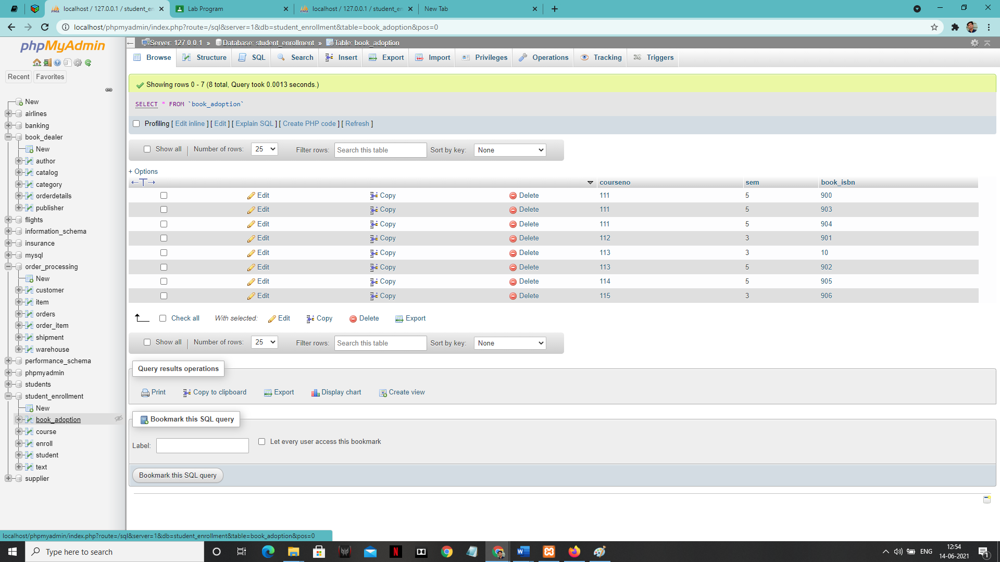 localhost / 127.0.0.1 / student_en
Lab Program
localhost / 127.0.0.1 / student_en
New Tab
localhost/phpmyadmin/index.php?route=/sql&server=1&db=student_enrollment&table=book_adoption&pos=0
phpMyAdmin
Recent Favorites
New
airlines
banking
book_dealer
New
author
catalog
category
orderdetails
publisher
flights
information_schema
insurance
mysql
order_processing
New
customer
item
orders
order_item
shipment
warehouse
performance_schema
phpmyadmin
students
student_enrollment
New
book_adoption
course
enroll
student
text
supplier
Server: 127.0.0.1 » Database: student_enrollment » Table: book_adoption
Browse Structure SQL Search Insert Export Import Privileges Operations Tracking Triggers
Showing rows 0 - 7 (8 total, Query took 0.0013 seconds.)
SELECT * FROM `book_adoption`
Profiling [ Edit inline ] [ Edit ] [ Explain SQL ] [ Create PHP code ] [ Refresh ]
Show all Number of rows: 25 Filter rows: Search this table Sort by key: None
+ Options
courseno sem book_isbn
Edit Copy Delete 111 5 900
Edit Copy Delete 111 5 903
Edit Copy Delete 111 5 904
Edit Copy Delete 112 3 901
Edit Copy Delete 113 3 10
Edit Copy Delete 113 5 902
Edit Copy Delete 114 5 905
Edit Copy Delete 115 3 906
Check all With selected: Edit Copy Delete Export
Show all Number of rows: 25 Filter rows: Search this table Sort by key: None
Query results operations
Print Copy to clipboard Export Display chart Create view
Bookmark this SQL query
Label: Let every user access this bookmark
Bookmark this SQL query
localhost/phpmyadmin/index.php?route=/sql&server=1&db=student_enrollment&table=book_adoption&pos=0
Type here to search
ENG
12:54
14-06-2021
1